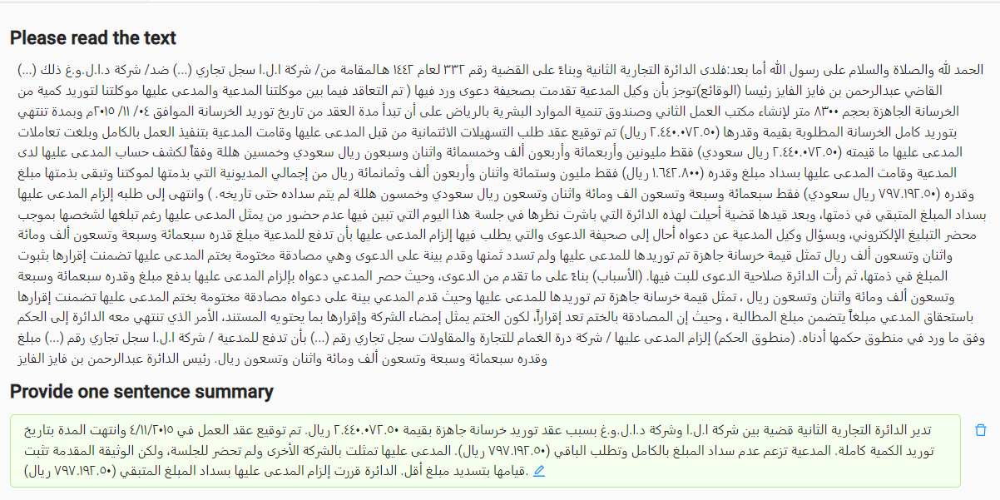 Please read the text
الحمد لله والصلاة والسلام على رسول الله أما بعد:فلدى الدائرة التجارية الثانية وبناءً على القضية رقم ٣٣٢ لعام ١٤٤٢ هـالمقامة من/ شركة ا.ل.ا سجل تجاري (...) ضد/ شركة د.ا.ل.و.غ ذلك (...)
القاضي عبدالرحمن بن فايز الفايز رئيسا (الوقائع)توجز بأن وكيل المدعية تقدمت بصحيفة دعوى ورد فيها ( تم التعاقد فيما بين موكلتنا المدعية والمدعى عليها موكلتنا لتوريد كمية من
الخرسانة الجاهزة بحجم ٨٣٠٠ متر لإنشاء مكتب العمل الثاني وصندوق تنمية الموارد البشرية بالرياض على أن تبدأ مدة العقد من تاريخ توريد الخرسانة الموافق ٠٤/ ١١/ ٢٠١٥م وبمدة تنتهي
بتوريد كامل الخرسانة المطلوبة بقيمة وقدرها (٢.٤٤٠.٠٧٢.٥٠ ريال) تم توقيع عقد طلب التسهيلات الائتمانية من قبل المدعى عليها وقامت المدعية بتنفيذ العمل بالكامل وبلغت تعاملات
المدعى عليها ما قيمته (٢.٤٤٠.٠٧٢.٥٠ ريال سعودي) فقط مليونين وأربعمائة وأربعون ألف وخمسمائة واثنان وسبعون ريال سعودي وخمسين هللة وفقاً لكشف حساب المدعى عليها لدى
المدعية وقامت المدعى عليها بسداد مبلغ وقدره (١.٦٤٢.٨٠٠ ريال) فقط مليون وستمائة واثنان وأربعون ألف وثمانمائة ريال من إجمالي المديونية التي بذمتها لموكتنا وتبقى بذمتها مبلغ
وقدره (٧٩٧.١٩٢.٥٠ ريال سعودي) فقط سبعمائة وسبعة وتسعون الف ومائة واثنان وتسعون ريال سعودي وخمسون هللة لم يتم سداده حتى تاريخه. ) وانتهى إلى طلبه إلزام المدعى عليها
بسداد المبلغ المتبقي في ذمتها، وبعد قيدها قضية أحيلت لهذه الدائرة التي باشرت نظرها في جلسة هذا اليوم التي تبين فيها عدم حضور من يمثل المدعى عليها رغم تبلغها لشخصها بموجب
محضر التبليغ الإلكتروني، وبسؤال وكيل المدعية عن دعواه أحال إلى صحيفة الدعوى والتي يطلب فيها إلزام المدعى عليها بأن تدفع للمدعية مبلغ قدره سبعمائة وسبعة وتسعون ألف ومائة
واثنان وتسعون ألف ريال تمثل قيمة خرسانة جاهزة تم توريدها للمدعى عليها ولم تسدد ثمنها وقدم بينة على الدعوى وهي مصادقة مختومة بختم المدعى عليها تضمنت إقرارها بثبوت
المبلغ في ذمتها، ثم رأت الدائرة صلاحية الدعوى للبت فيها. (الأسباب) بناءً على ما تقدم من الدعوى، وحيث حصر المدعي دعواه بإلزام المدعى عليها بدفع مبلغ وقدره سبعمائة وسبعة
وتسعون ألف ومائة واثنان وتسعون ريال ، تمثل قيمة خرسانة جاهزة تم توريدها للمدعى عليها وحيث قدم المدعي بينة على دعواه مصادقة مختومة بختم المدعى عليها تضمنت إقرارها
باستحقاق المدعي مبلغاً يتضمن مبلغ المطالبة ، وحيث إن المصادقة بالختم تعد إقراراً، لكون الختم يمثل إمضاء الشركة وإقرارها بما يحتويه المستند، الأمر الذي تنتهي معه الدائرة إلى الحكم
وفق ما ورد في منطوق حكمها أدناه. (منطوق الحكم) إلزام المدعى عليها / شركة درة الغمام للتجارة والمقاولات سجل تجاري رقم (...) بأن تدفع للمدعية / شركة ا.ل.ا سجل تجاري رقم (...) مبلغ
وقدره سبعمائة وسبعة وتسعون ألف ومائة واثنان وتسعون ريال. رئيس الدائرة عبدالرحمن بن فايز الفايز
Provide one sentence summary
تدير الدائرة التجارية الثانية قضية بين شركة ا.ل.ا وشركة د.ا.ل.و.غ بسبب عقد توريد خرسانة جاهزة بقيمة ٢.٤٤٠.٠٧٢.٥٠ ريال. تم توقيع عقد العمل في ٤/١١/٢٠١٥ وانتهت المدة بتاريخ
توريد الكمية كاملة. المدعية تزعم عدم سداد المبلغ بالكامل وتطلب الباقي (٧٩٧.١٩٢.٥٠ ريال). المدعى عليها تمثلت بالشركة الأخرى ولم تحضر للجلسة، ولكن الوثيقة المقدمة تثبت
قيامها بتسديد مبلغ أقل. الدائرة قررت إلزام المدعى عليها بسداد المبلغ المتبقي (٧٩٧.١٩٢.٥٠ ريال).